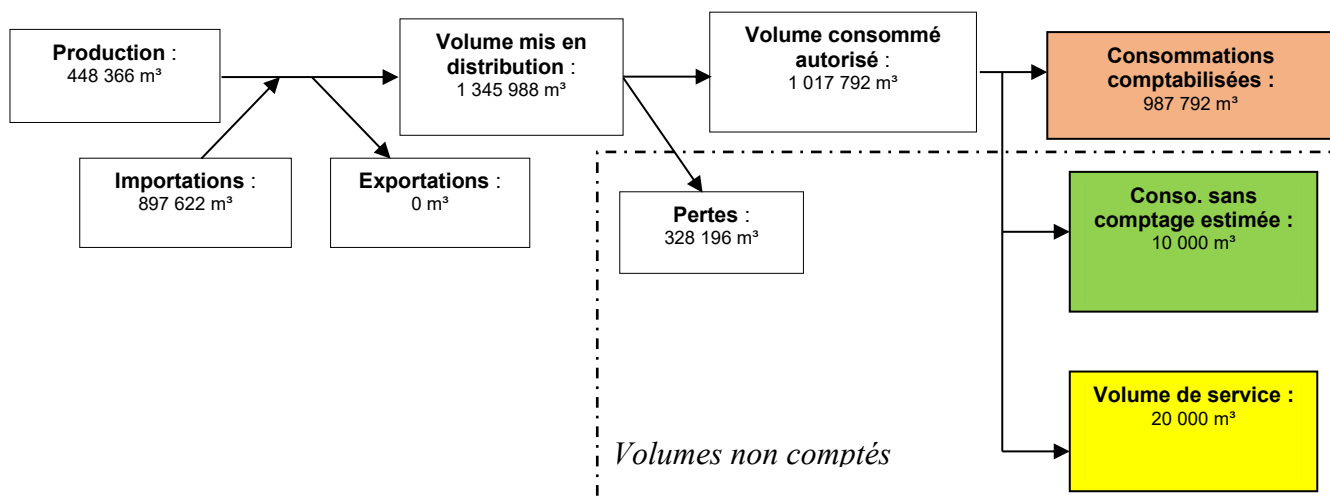 Production :
448 366 m³
Volume mis en
distribution :
1 345 988 m³
Volume consommé
autorisé :
1 017 792 m³
Consommations
comptabilisées :
987 792 m³
Importations :
897 622 m³
Exportations :
0 m³
Pertes :
328 196 m³
Conso. sans
comptage estimée :
10 000 m³
Volume de service :
20 000 m³
Volumes non comptés